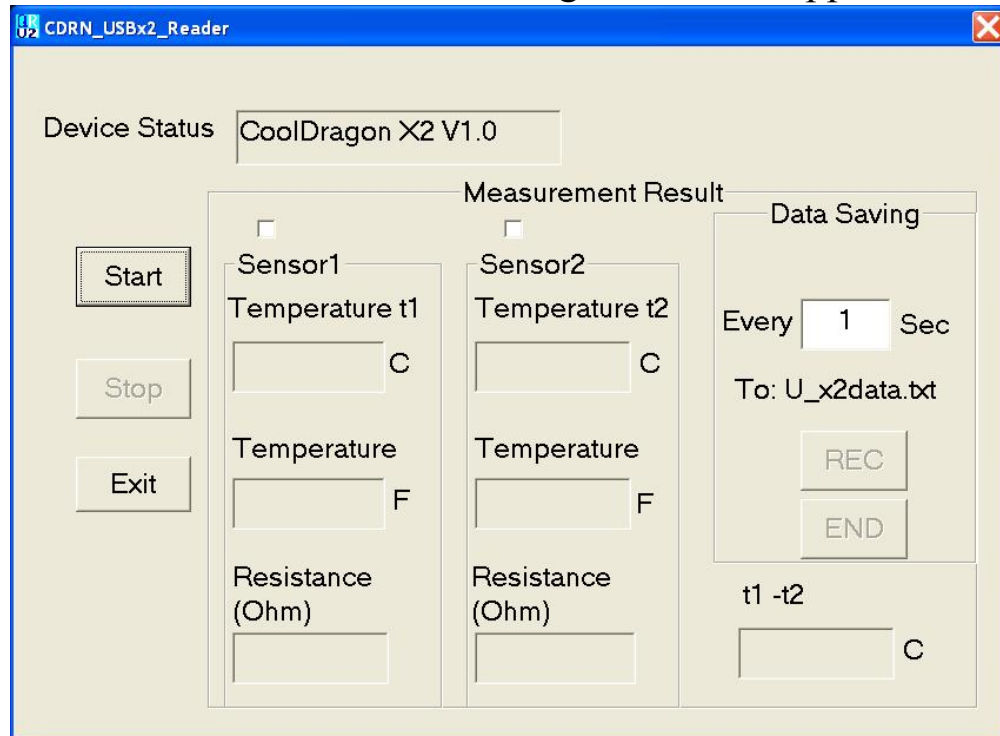 CDRN_USBx2_Reader
Device Status CoolDragon X2 V1.0
Measurement Result
Data Saving
Start
Stop
Exit
Sensor1
Temperature t1
C
Temperature
F
Resistance
(Ohm)
Sensor2
Temperature t2
C
Temperature
F
Resistance
(Ohm)
Every 1 Sec
To: U_x2data.txt
REC
END
t1 -t2
C